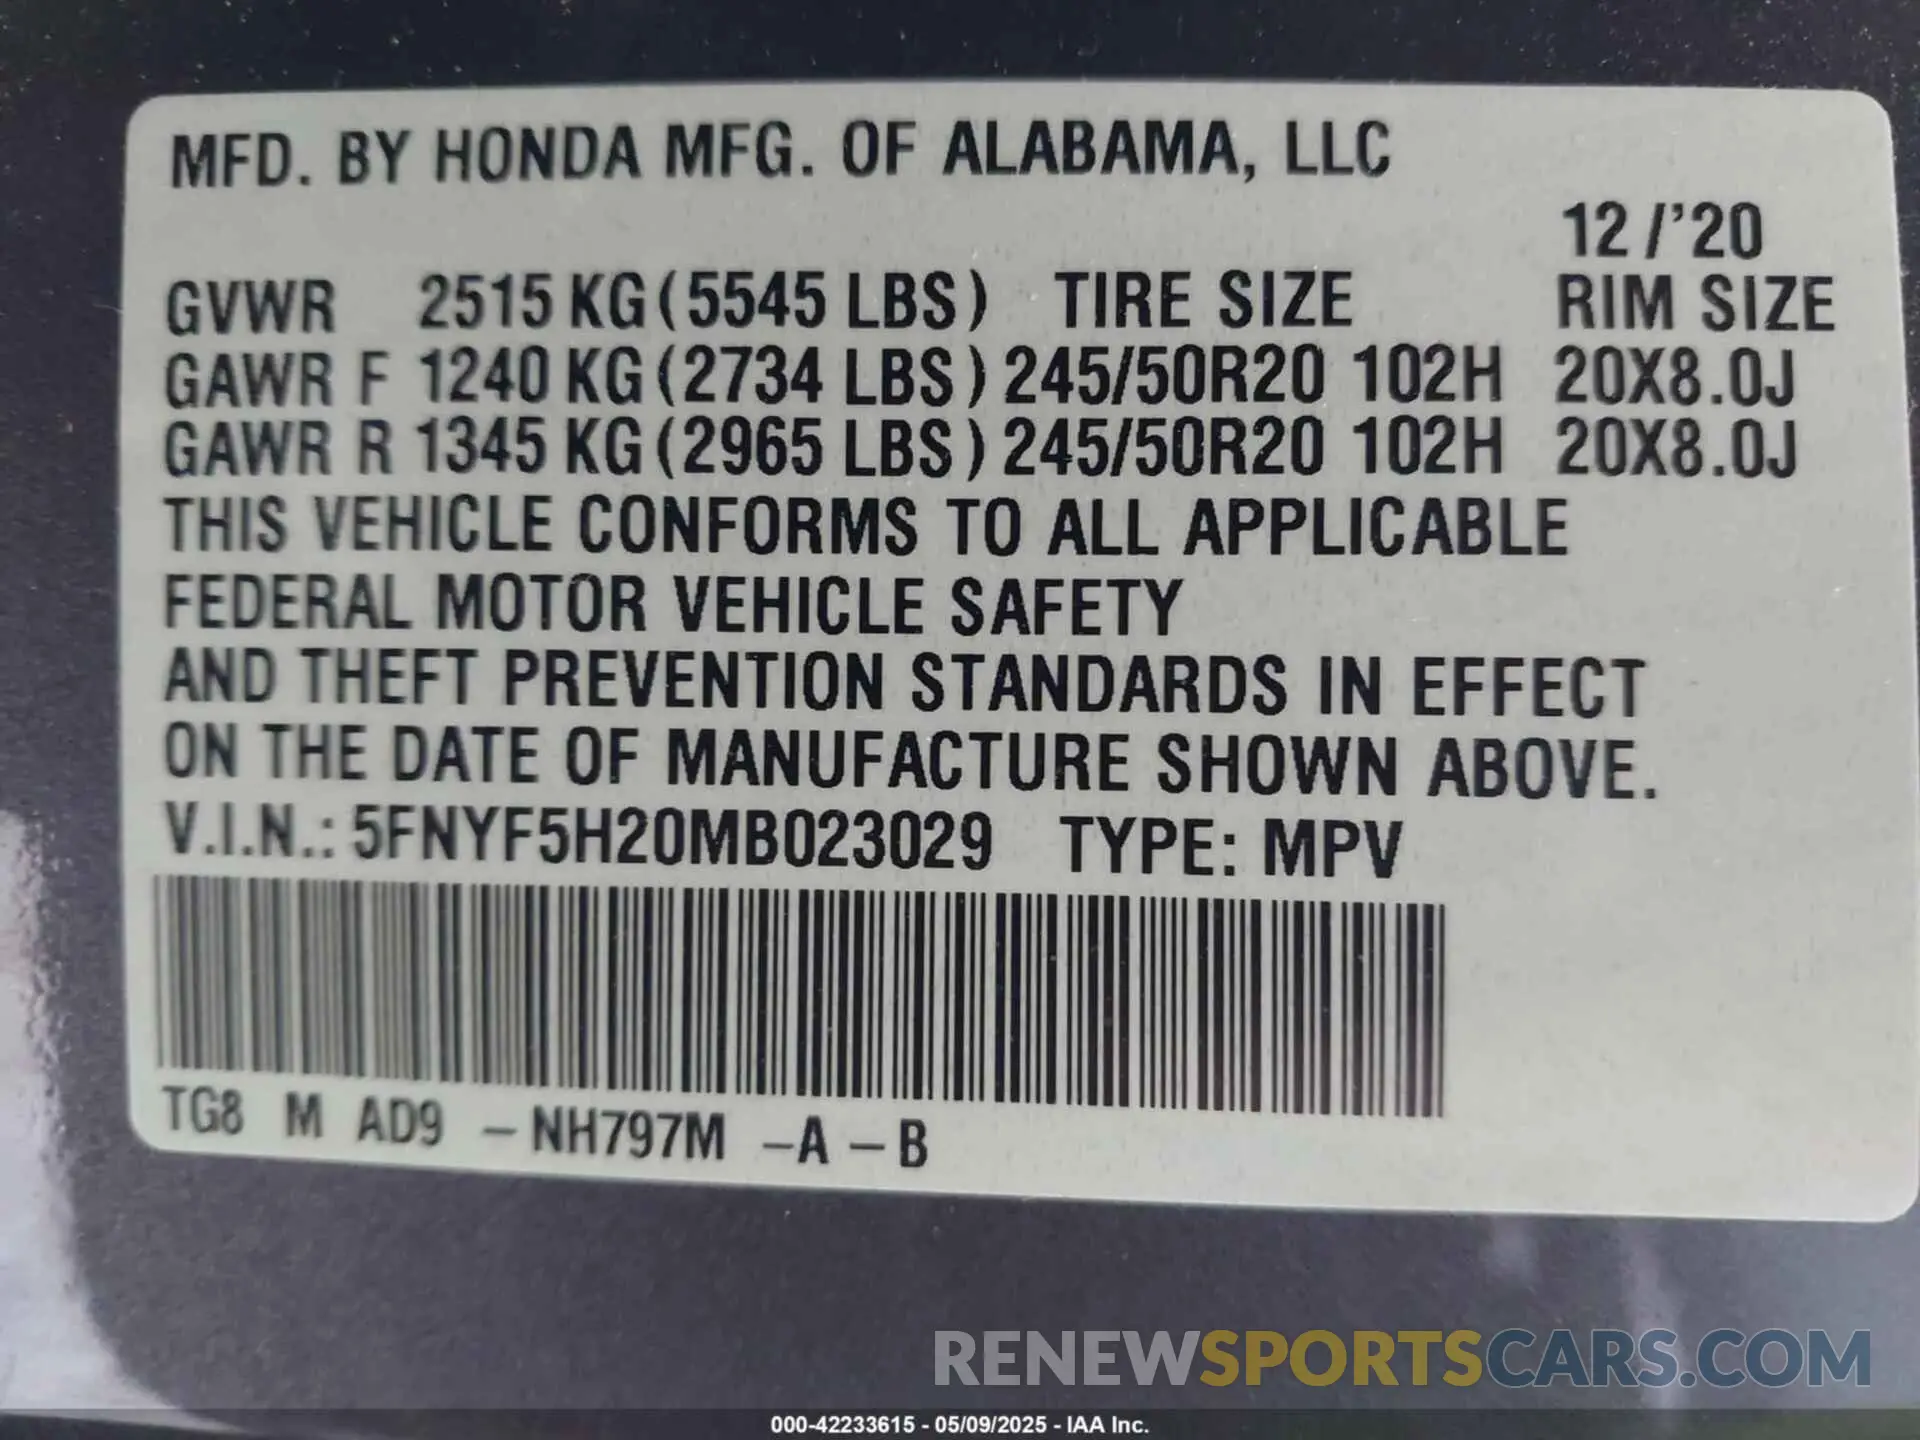 MFD. BY HONDA MFG. OF ALABAMA, LLC
12 /'20
GVWR 2515 KG (5545 LBS) TIRE SIZE RIM SIZE
GAWR F 1240 KG (2734 LBS) 245/50R20 102H 20X8.0J
GAWR R 1345 KG (2965 LBS) 245/50R20 102H 20X8.0J
THIS VEHICLE CONFORMS TO ALL APPLICABLE
FEDERAL MOTOR VEHICLE SAFETY
AND THEFT PREVENTION STANDARDS IN EFFECT
ON THE DATE OF MANUFACTURE SHOWN ABOVE.
V.I.N.: 5FNYF5H20MB023029 TYPE: MPV
TG8 M AD9 – NH797M –A – B
RENEWSPORTSCARS.COM
000-42233615 - 05/09/2025 - IAA Inc.